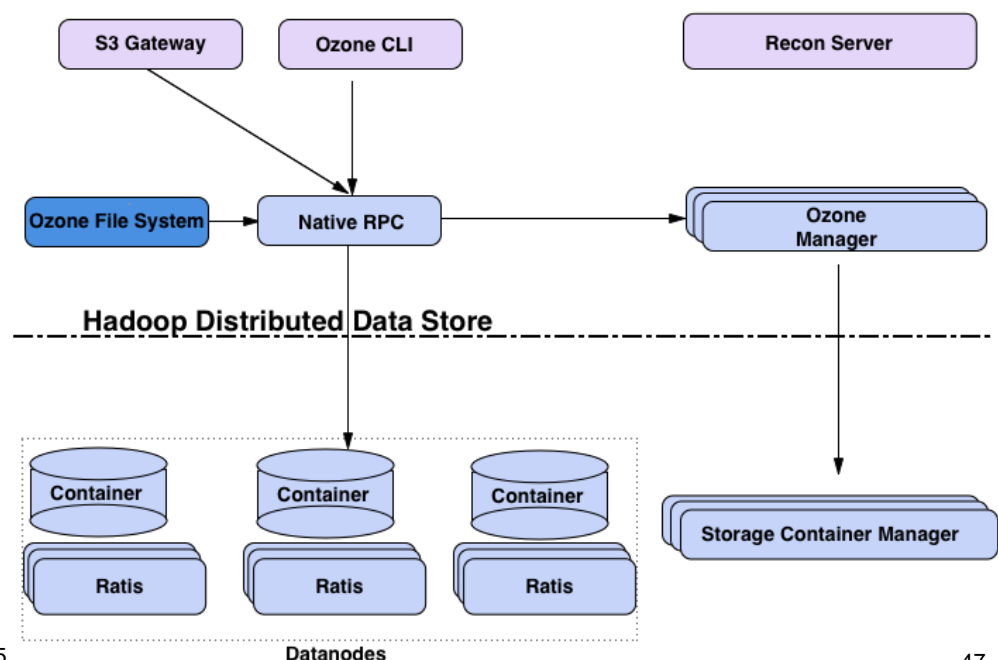 S3 Gateway
Ozone CLI
Recon Server
Ozone File System
Native RPC
Ozone
Manager
Hadoop Distributed Data Store
Container
Container
Container
Storage Container Manager
Ratis
Ratis
Ratis
Datanodes